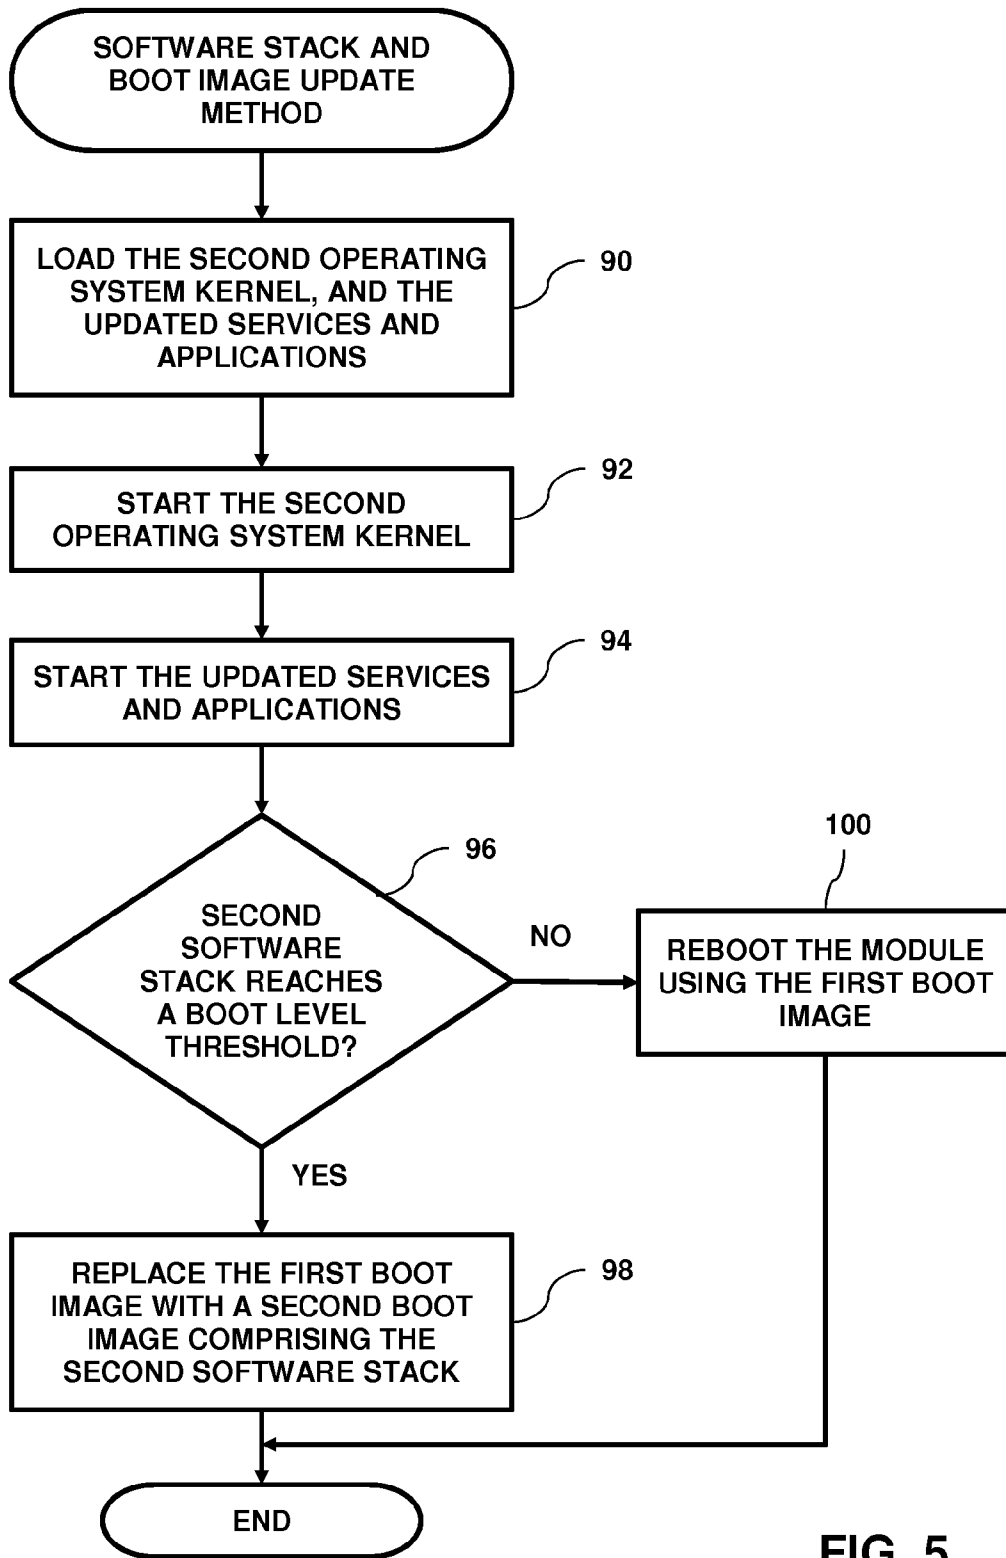 SOFTWARE STACK AND
BOOT IMAGE UPDATE
METHOD
LOAD THE SECOND OPERATING
SYSTEM KERNEL, AND THE
UPDATED SERVICES AND
APPLICATIONS
90
START THE SECOND
OPERATING SYSTEM KERNEL
92
START THE UPDATED SERVICES
AND APPLICATIONS
94
SECOND
SOFTWARE
STACK REACHES
A BOOT LEVEL
THRESHOLD?
96
NO
REBOOT THE MODULE
USING THE FIRST BOOT
IMAGE
100
YES
REPLACE THE FIRST BOOT
IMAGE WITH A SECOND BOOT
IMAGE COMPRISING THE
SECOND SOFTWARE STACK
98
END
FIG. 5